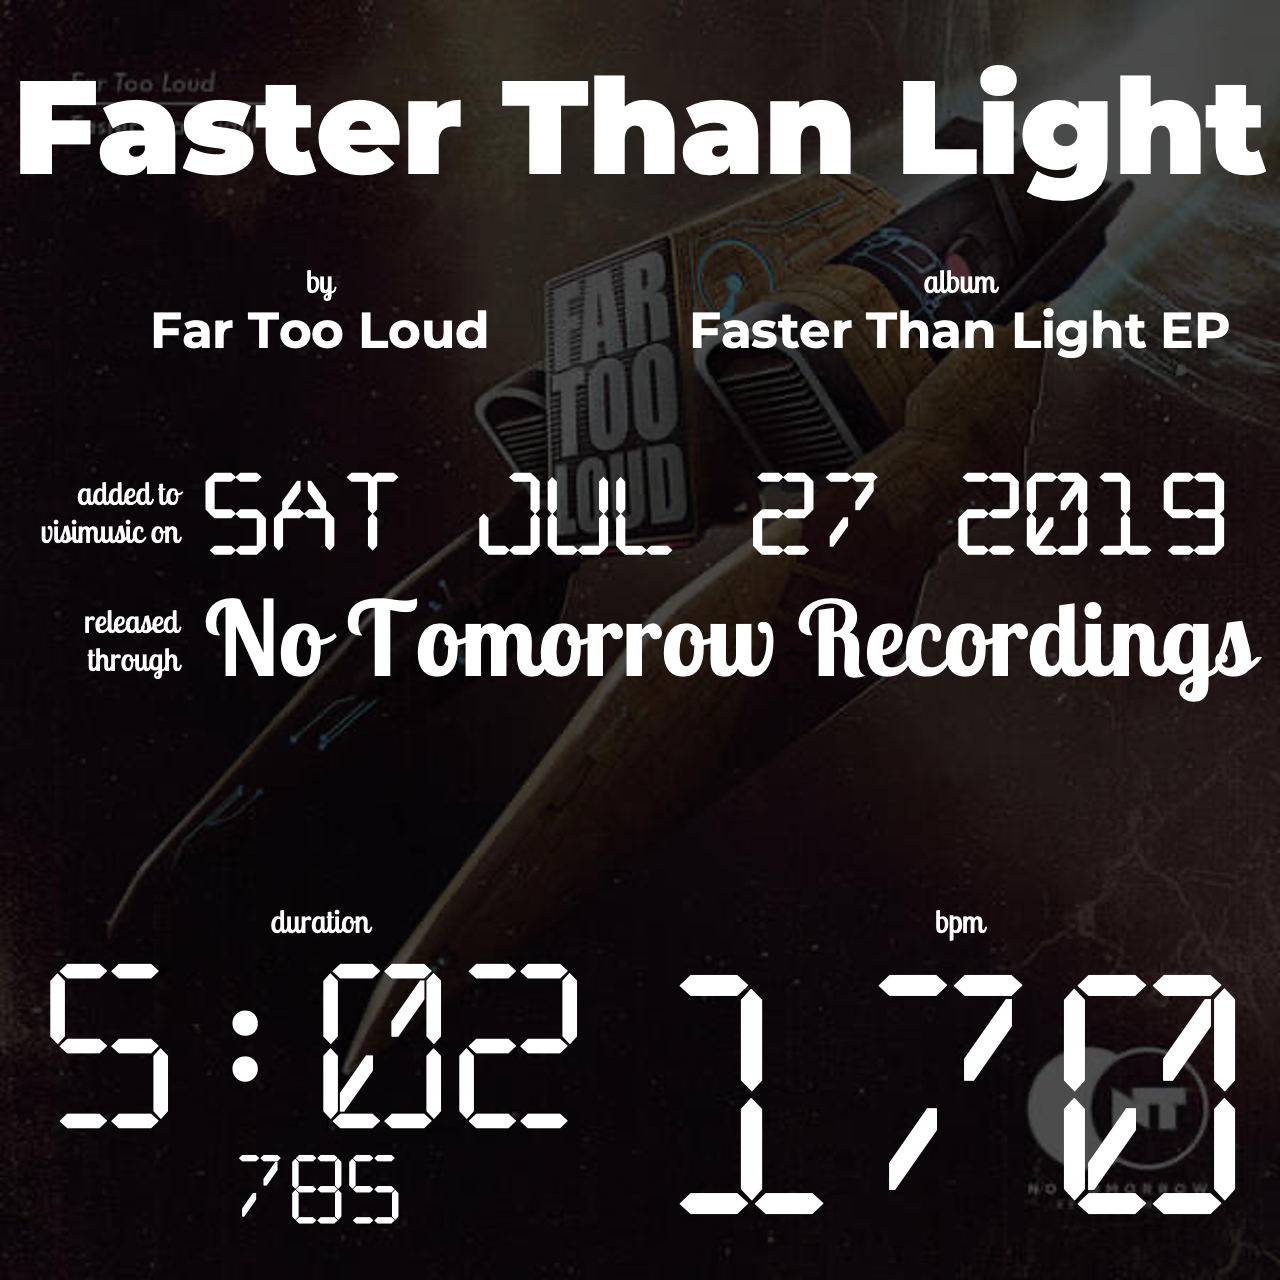 Far Too Loud
Faster Than Light
by
Far Too Loud
album
Faster Than Light EP
FAR
TOO
LOUD
added to
visimusic on
SAT JUL 27 2019
released
through
No Tomorrow Recordings
duration
5:02
785
bpm
170
NT
NO TOMORROW